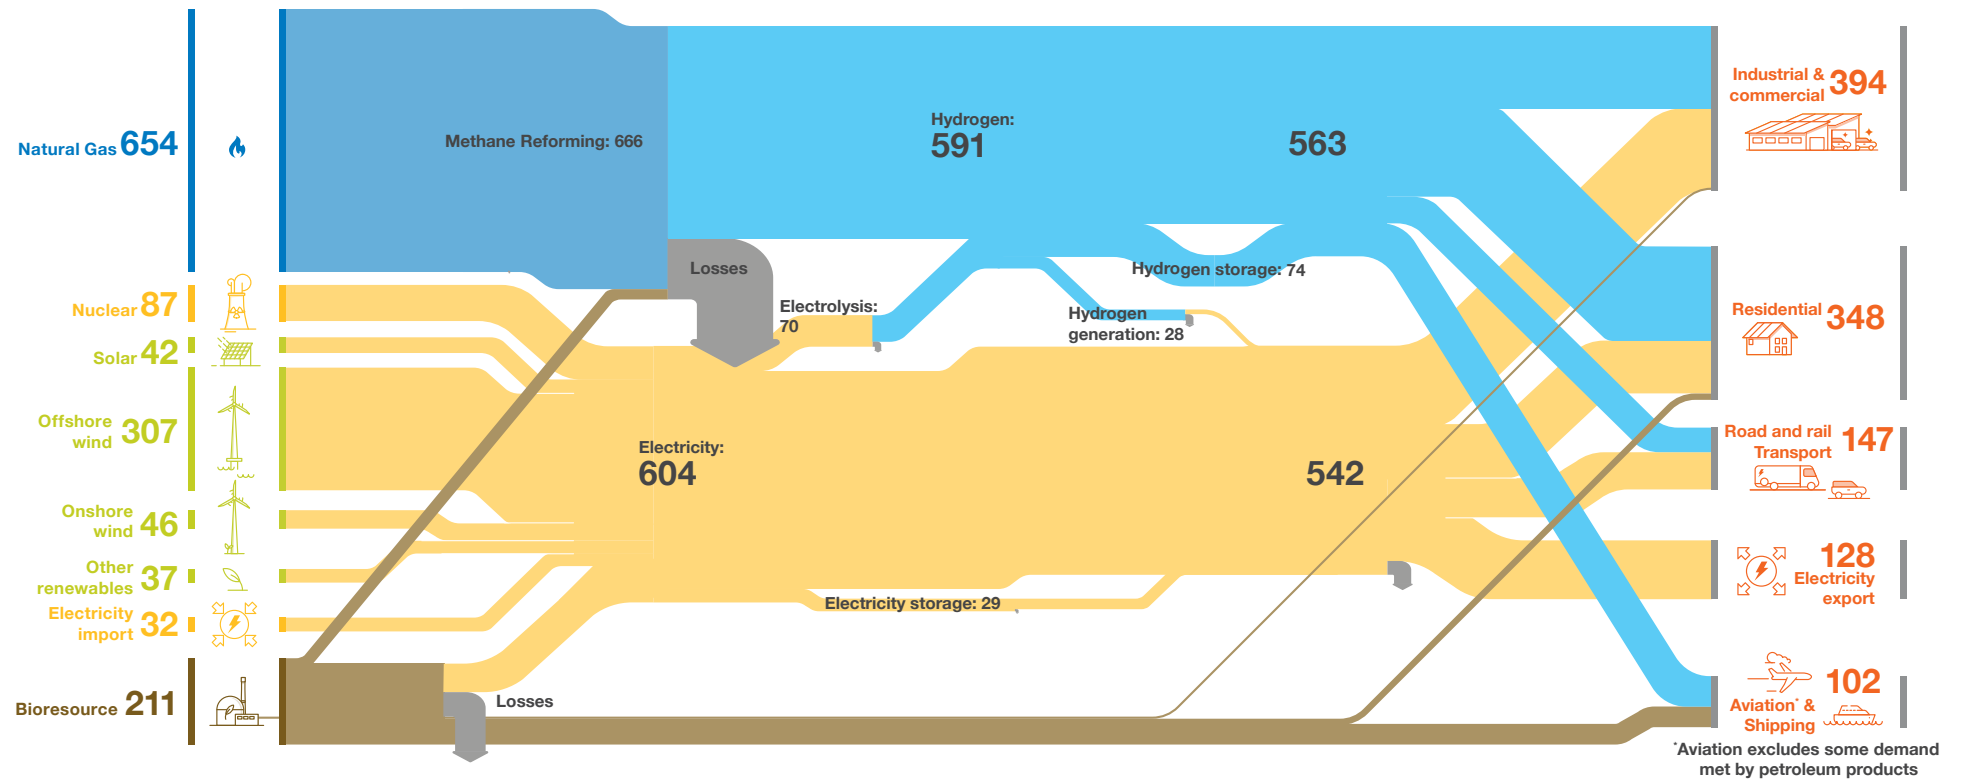 Natural Gas 654
Nuclear 87
Solar 42
Offshore
wind 307
Onshore
wind 46
Other
renewables 37
Electricity
import 32
Bioresource 211
Methane Reforming: 666
Losses
Hydrogen:
591
563
Electrolysis:
70
Hydrogen storage: 74
Hydrogen
generation: 28
Electricity:
604
542
Electricity storage: 29
Losses
Industrial &
commercial 394
Residential 348
Road and rail
Transport 147
128
Electricity
export
102
Aviation* &
Shipping
*Aviation excludes some demand
met by petroleum products